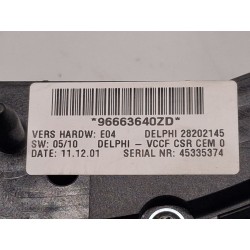 *96663640ZD*
VERS HARDW: E04 DELPHI 28202145
SW: 05/10 DELPHI - VCCF CSR CEM 0
DATE: 11.12.01 SERIAL-NR: 45335374